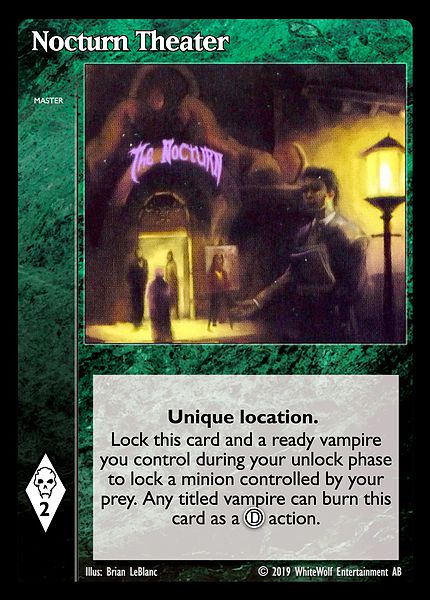 Nocturn Theater
MASTER
The Nocturn
Unique location.
Lock this card and a ready vampire
you control during your unlock phase
to lock a minion controlled by your
prey. Any titled vampire can burn this
card as a Ⓓ action.
2
Illus: Brian LeBlanc
© 2019 WhiteWolf Entertainment AB